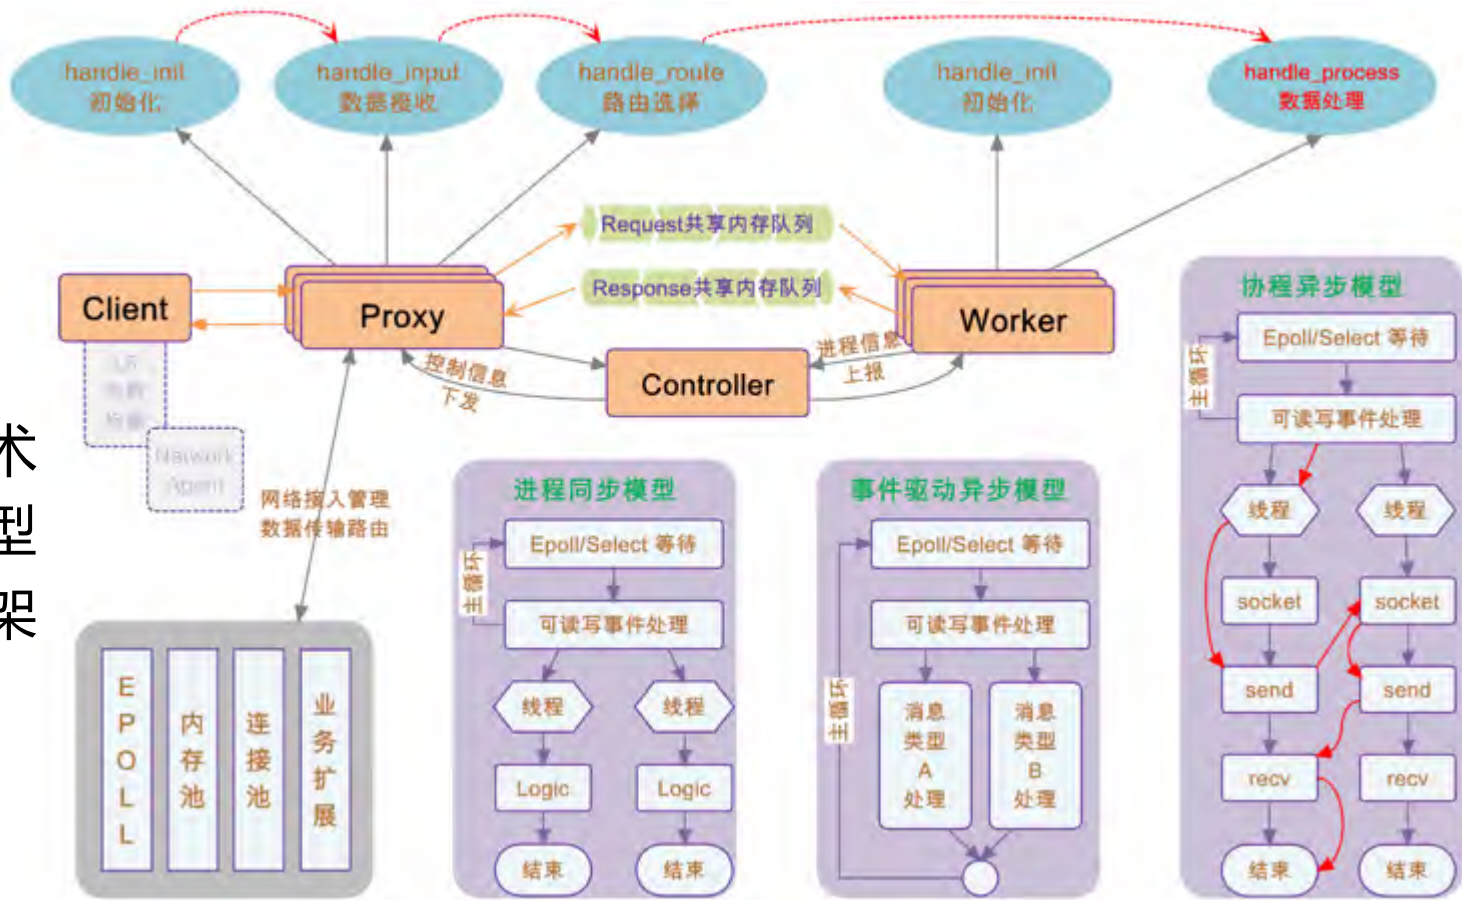 handle_init
初始化
handle_input
数据接收
handle_route
路由选择
handle_init
初始化
handle_process
数据处理
Request共享内存队列
Response共享内存队列
Client
Proxy
Worker
Controller
控制信息
下发
进程信息
上报
Network
Agent
网络接入管理
数据传输路由
术
型
架
EPOLL
内存池
连接池
业务扩展
进程同步模型
Epoll/Select 等待
主循环
可读写事件处理
线程
线程
Logic
Logic
结束
结束
事件驱动异步模型
Epoll/Select 等待
主循环
可读写事件处理
消息
类型
A
处理
消息
类型
B
处理
协程异步模型
Epoll/Select 等待
主循环
可读写事件处理
线程
线程
socket
socket
send
send
recv
recv
结束
结束